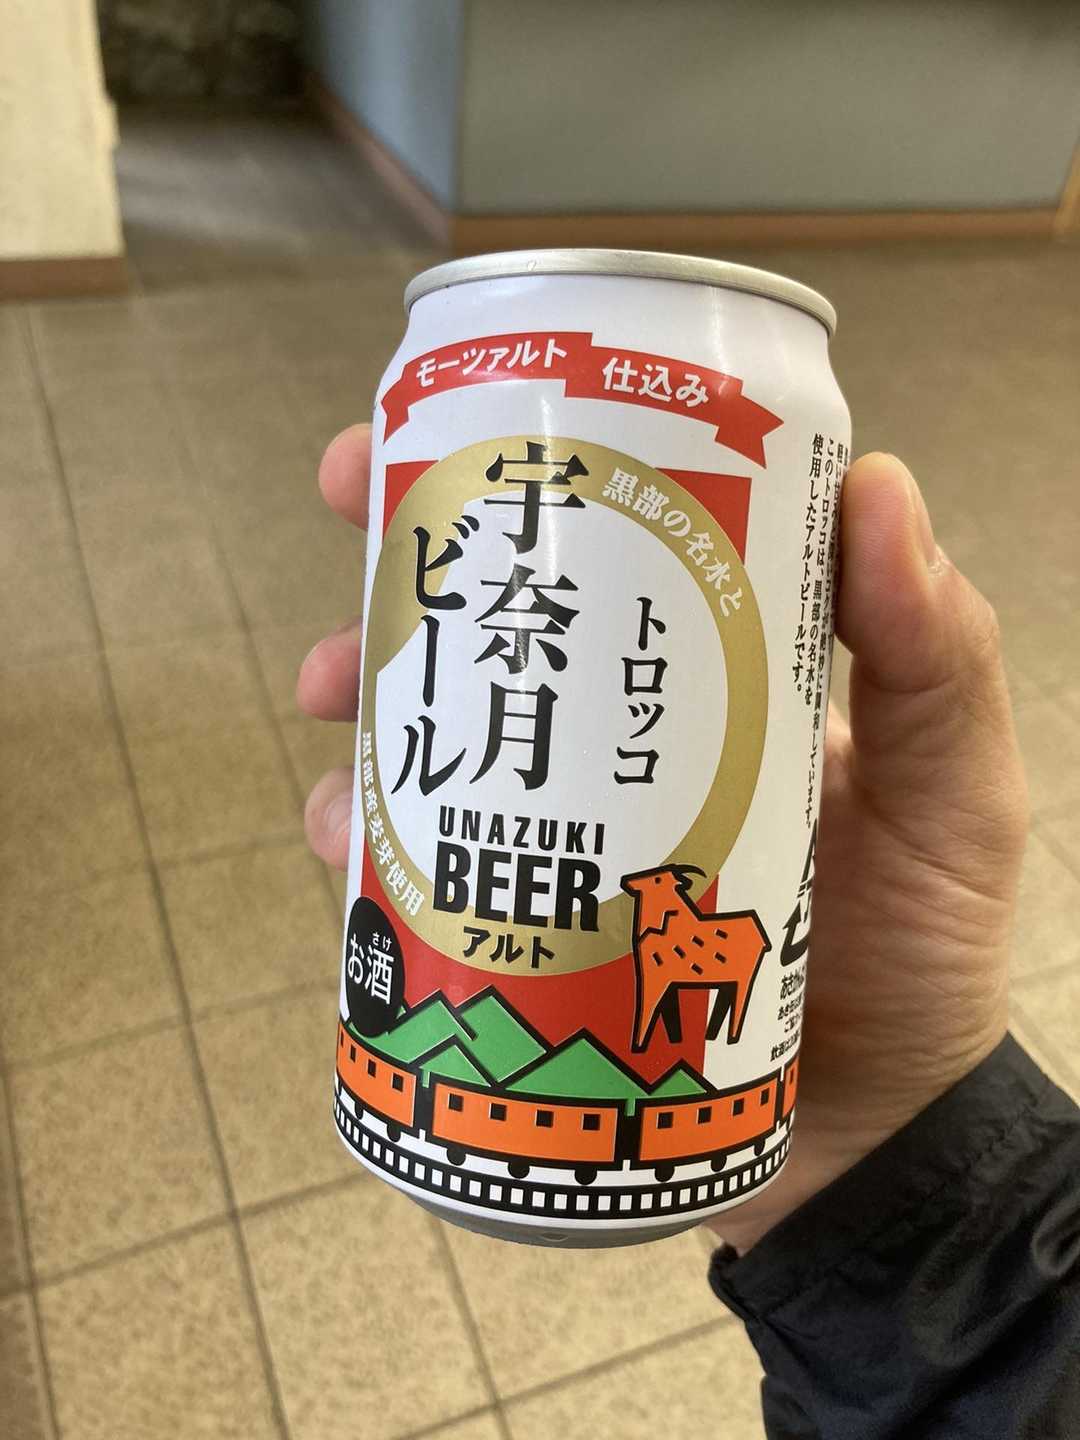 モーツァルト 仕込み
黒部の名水と
黒部産麦芽使用
宇奈月
ビール
トロッコ
UNAZUKI
BEER
アルト
さけ
お酒
このトロッコは、黒部の名水を
使用したアルトビールです。